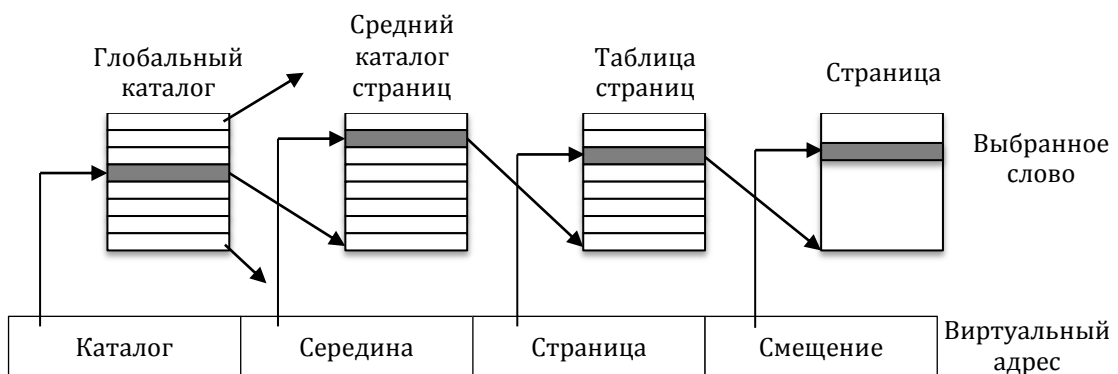 Глобальный
каталог
Средний
каталог
страниц
Таблица
страниц
Страница
Выбранное
слово
Каталог
Середина
Страница
Смещение
Виртуальный
адрес